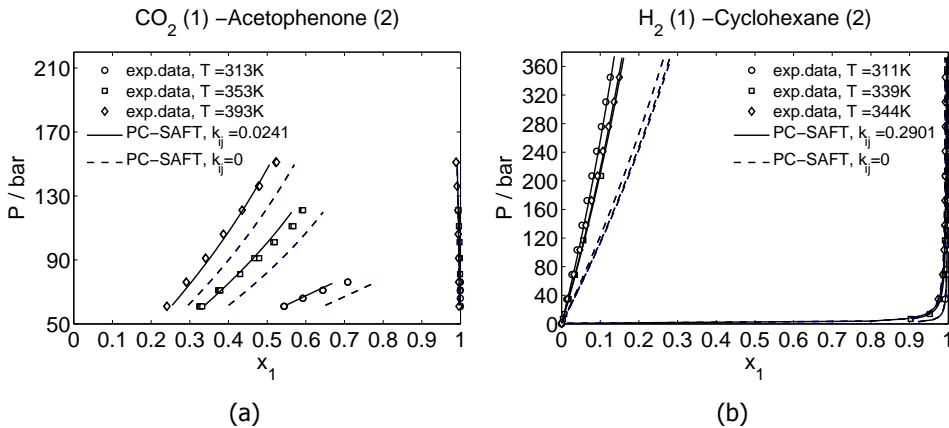 CO2 (1) –Acetophenone (2)
210
170
130
90
50
P / bar
exp.data, T =313K
exp.data, T =353K
exp.data, T =393K
PC−SAFT, kij =0.0241
PC−SAFT, kij=0
0 0.1 0.2 0.3 0.4 0.5 0.6 0.7 0.8 0.9 1
x1
(a)
H2 (1) –Cyclohexane (2)
360
320
280
240
200
160
120
80
40
0
P / bar
exp.data, T =311K
exp.data, T =339K
exp.data, T =344K
PC−SAFT, kij =0.2901
PC−SAFT, kij=0
0 0.1 0.2 0.3 0.4 0.5 0.6 0.7 0.8 0.9 1
x1
(b)